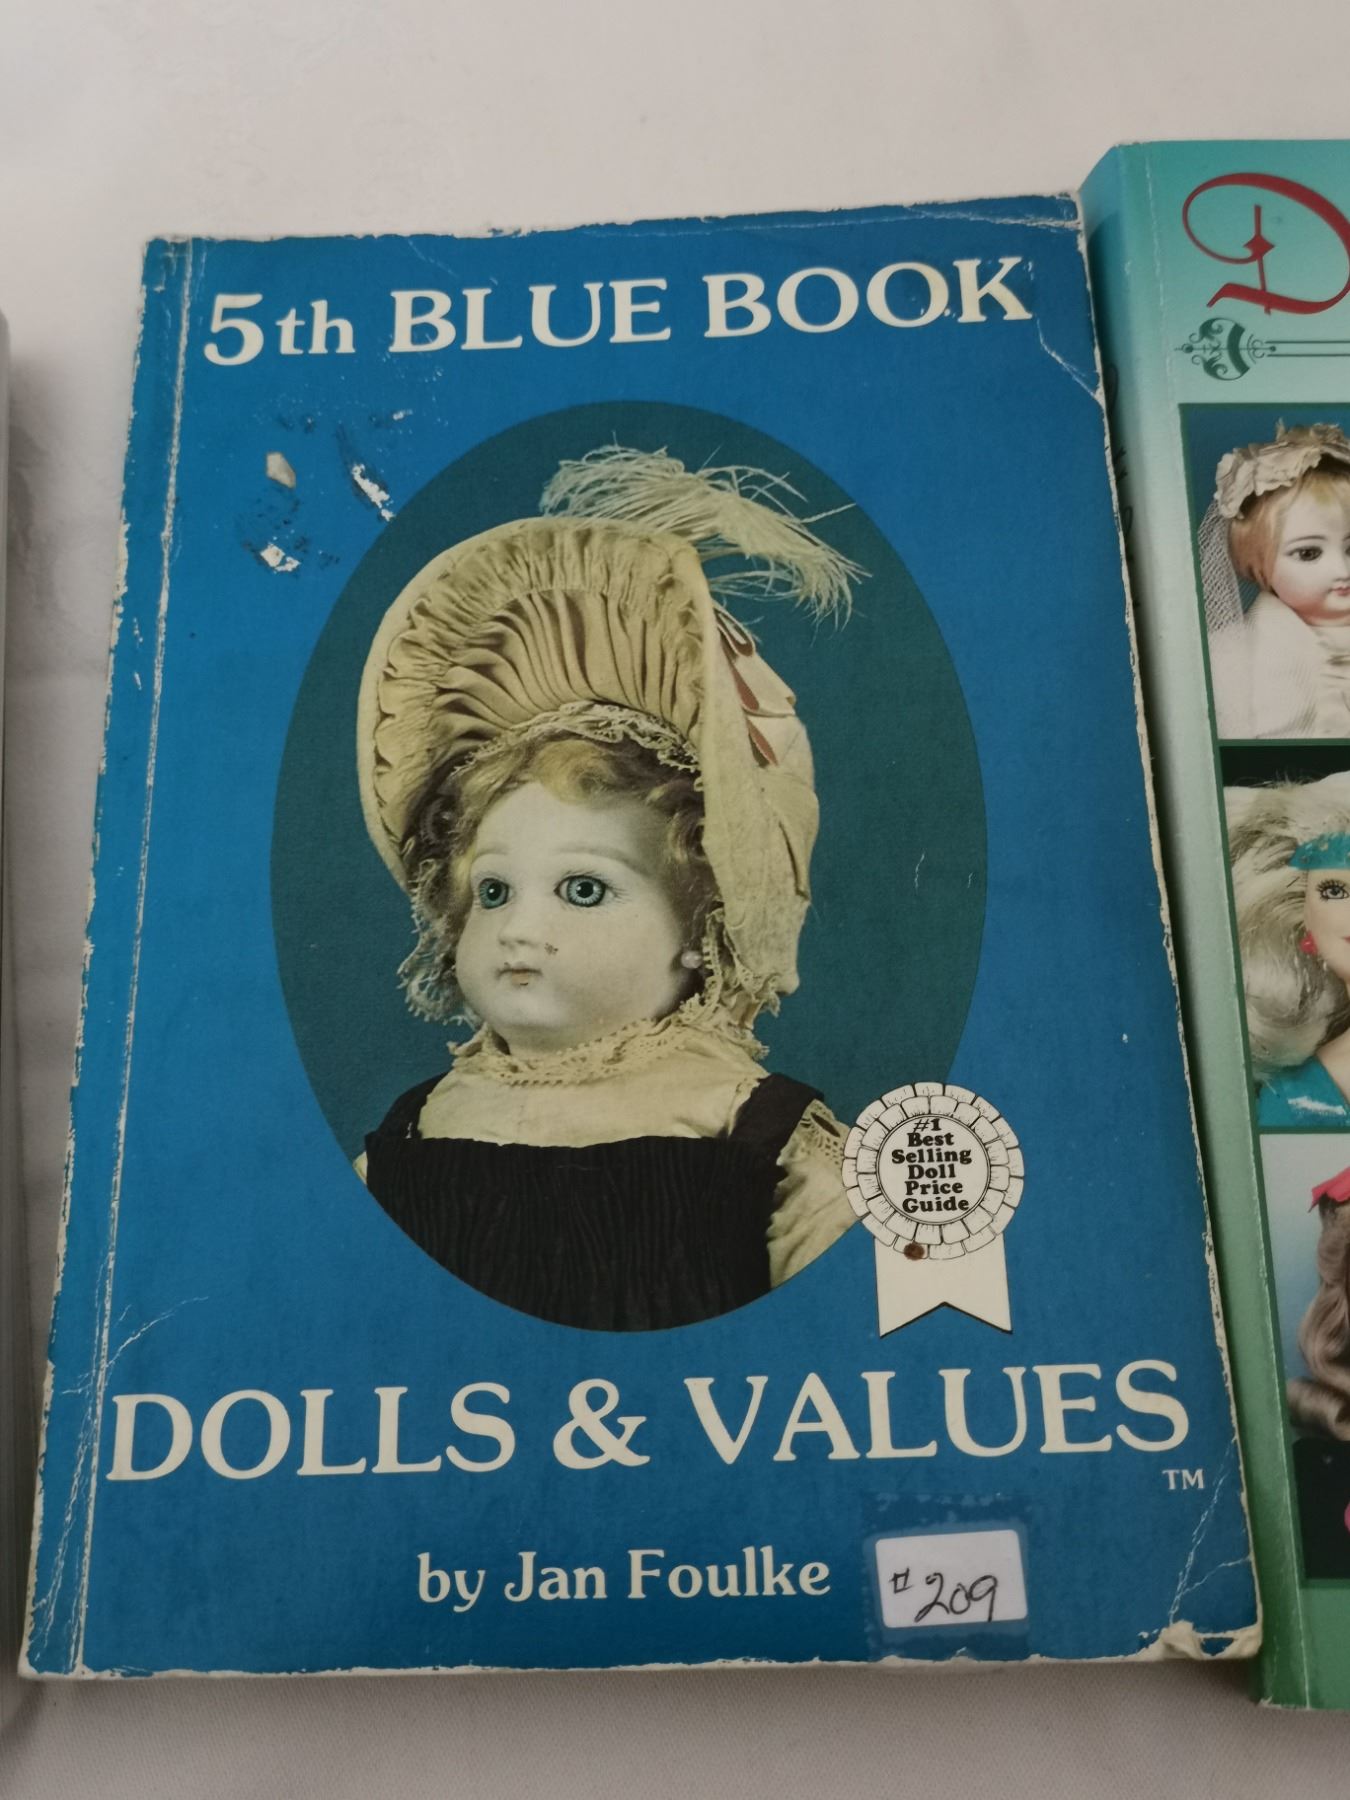 5th BLUE BOOK
#1
Best
Selling
Doll
Price
Guide
DOLLS & VALUES
TM
by Jan Foulke
#209
D